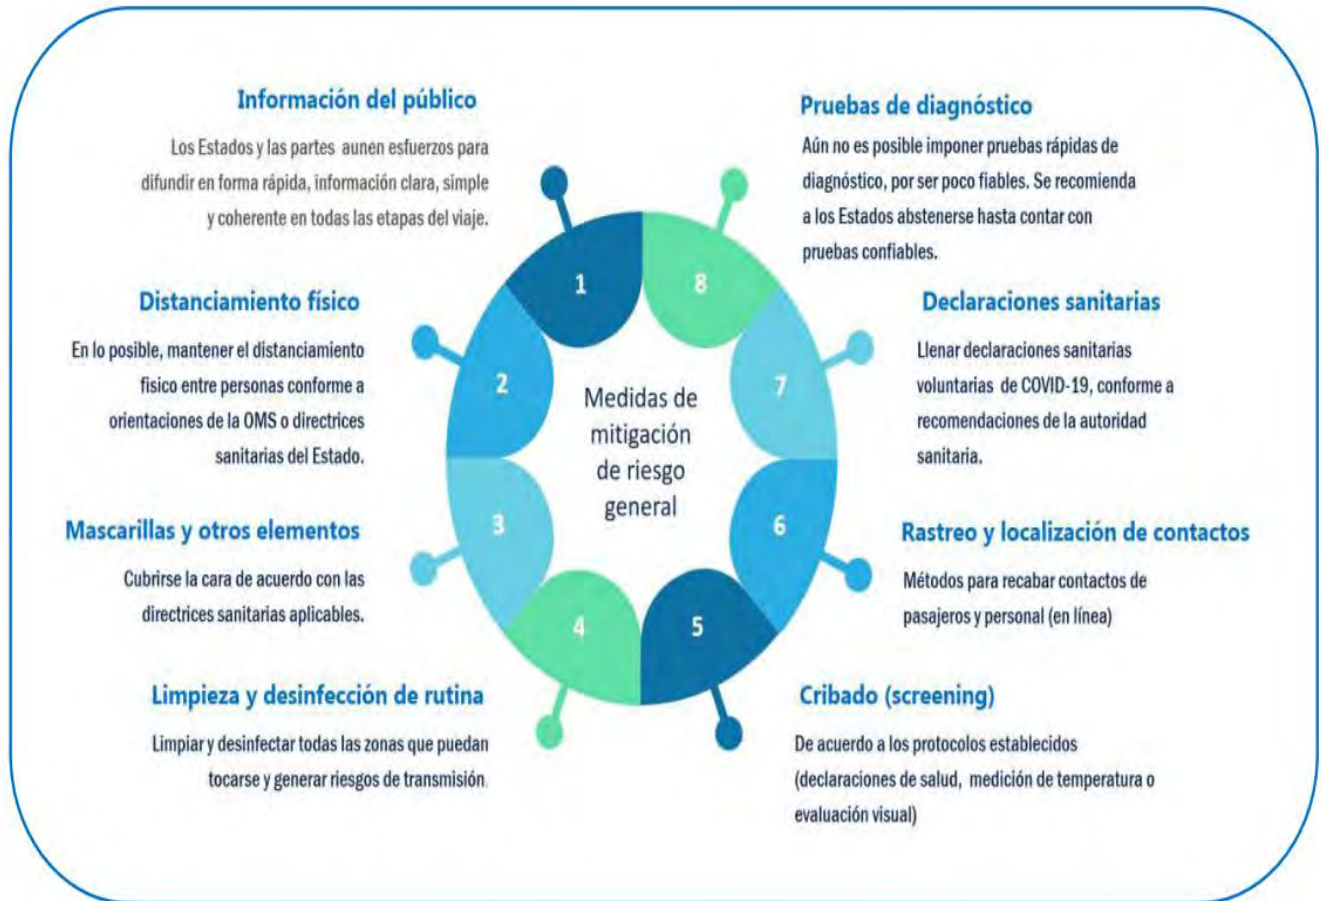 Información del público
Los Estados y las partes aunen esfuerzos para
difundir en forma rápida, información clara, simple
y coherente en todas las etapas del viaje.
1
Distanciamiento físico
En lo posible, mantener el distanciamiento
físico entre personas conforme a
orientaciones de la OMS o directrices
sanitarias del Estado.
2
Mascarillas y otros elementos
Cubrirse la cara de acuerdo con las
directrices sanitarias aplicables.
3
Limpieza y desinfección de rutina
Limpiar y desinfectar todas las zonas que puedan
tocarse y generar riesgos de transmisión
4
Medidas de
mitigación
de riesgo
general
Cribado (screening)
De acuerdo a los protocolos establecidos
(declaraciones de salud, medición de temperatura o
evaluación visual)
5
Rastreo y localización de contactos
Métodos para recabar contactos de
pasajeros y personal (en línea)
6
Declaraciones sanitarias
Llenar declaraciones sanitarias
voluntarias de COVID-19, conforme a
recomendaciones de la autoridad
sanitaria.
7
Pruebas de diagnóstico
Aún no es posible imponer pruebas rápidas de
diagnóstico, por ser poco fiables. Se recomienda
a los Estados abstenerse hasta contar con
pruebas confiables.
8